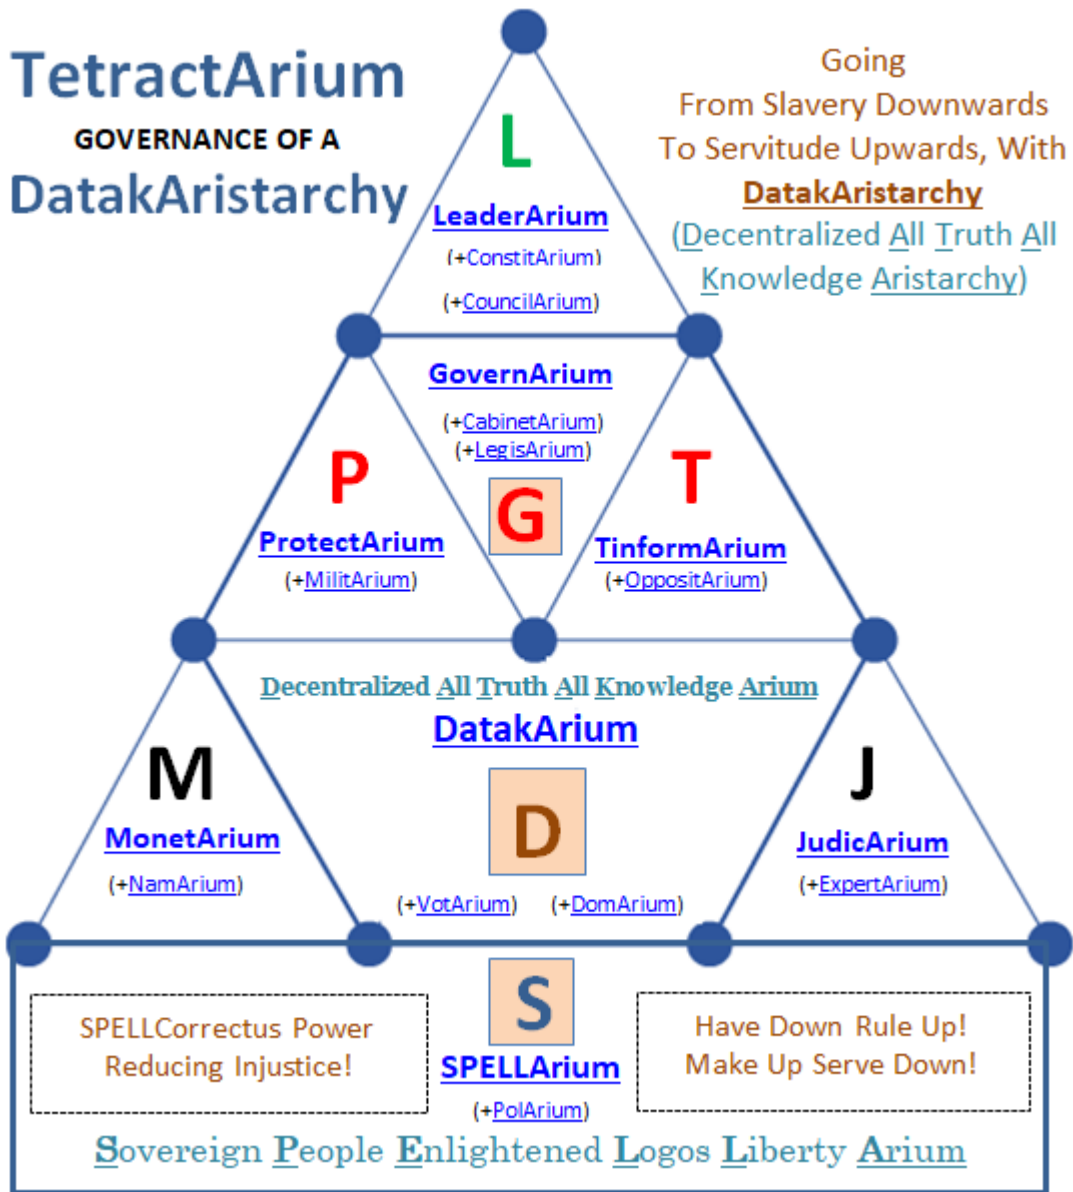 TetractArium
GOVERNANCE OF A
DatakAristarchy
Going
From Slavery Downwards
To Servitude Upwards, With
DatakAristarchy
(Decentralized All Truth All
Knowledge Aristarchy)
L
LeaderArium
(+ConstitArium)
(+CouncilArium)
GovernArium
(+CabinetArium)
(+LegisArium)
G
P
ProtectArium
(+MilitArium)
T
TinformArium
(+OppositArium)
Decentralized All Truth All Knowledge Arium
DatakArium
D
(+VotArium) (+DomArium)
M
MonetArium
(+NamArium)
J
JudicArium
(+ExpertArium)
S
SPELLArium
(+PolArium)
SPELLCorrectus Power
Reducing Injustice!
Have Down Rule Up!
Make Up Serve Down!
Sovereign People Enlightened Logos Liberty Arium